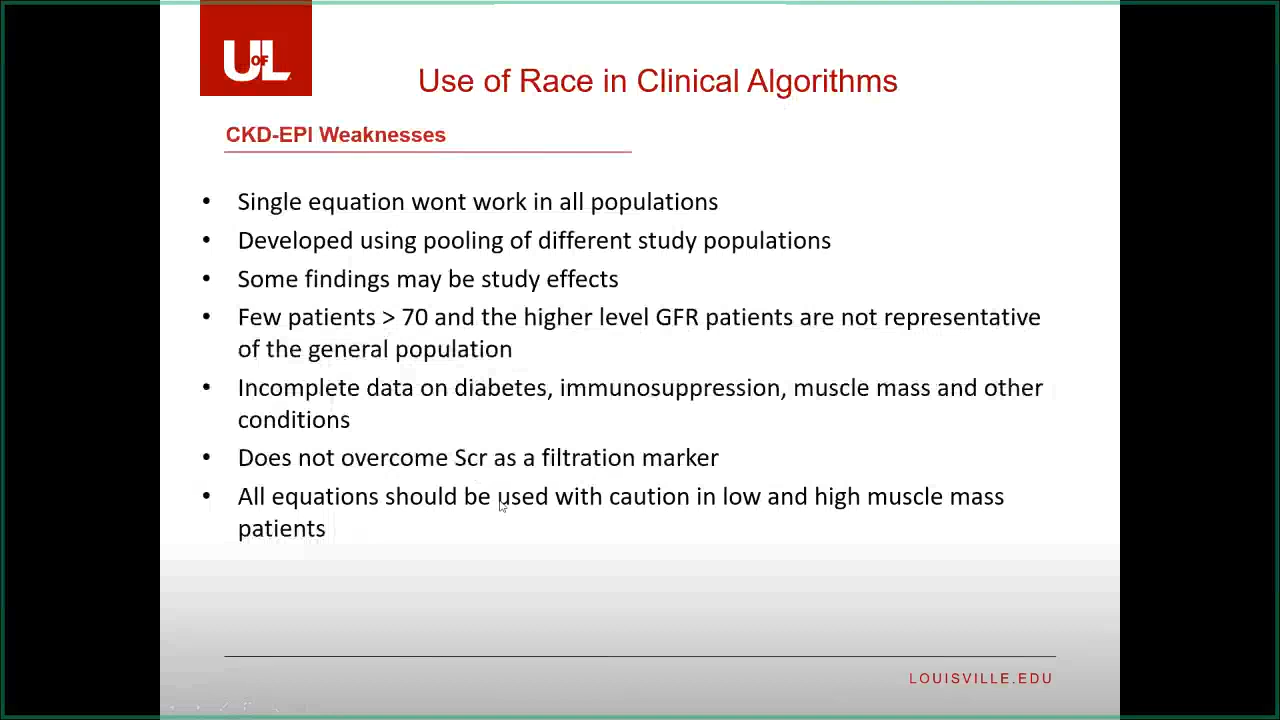 UofL
Use of Race in Clinical Algorithms
CKD-EPI Weaknesses
• Single equation wont work in all populations
• Developed using pooling of different study populations
• Some findings may be study effects
• Few patients > 70 and the higher level GFR patients are not representative
of the general population
• Incomplete data on diabetes, immunosuppression, muscle mass and other
conditions
• Does not overcome Scr as a filtration marker
• All equations should be used with caution in low and high muscle mass
patients
LOUISVILLE.EDU